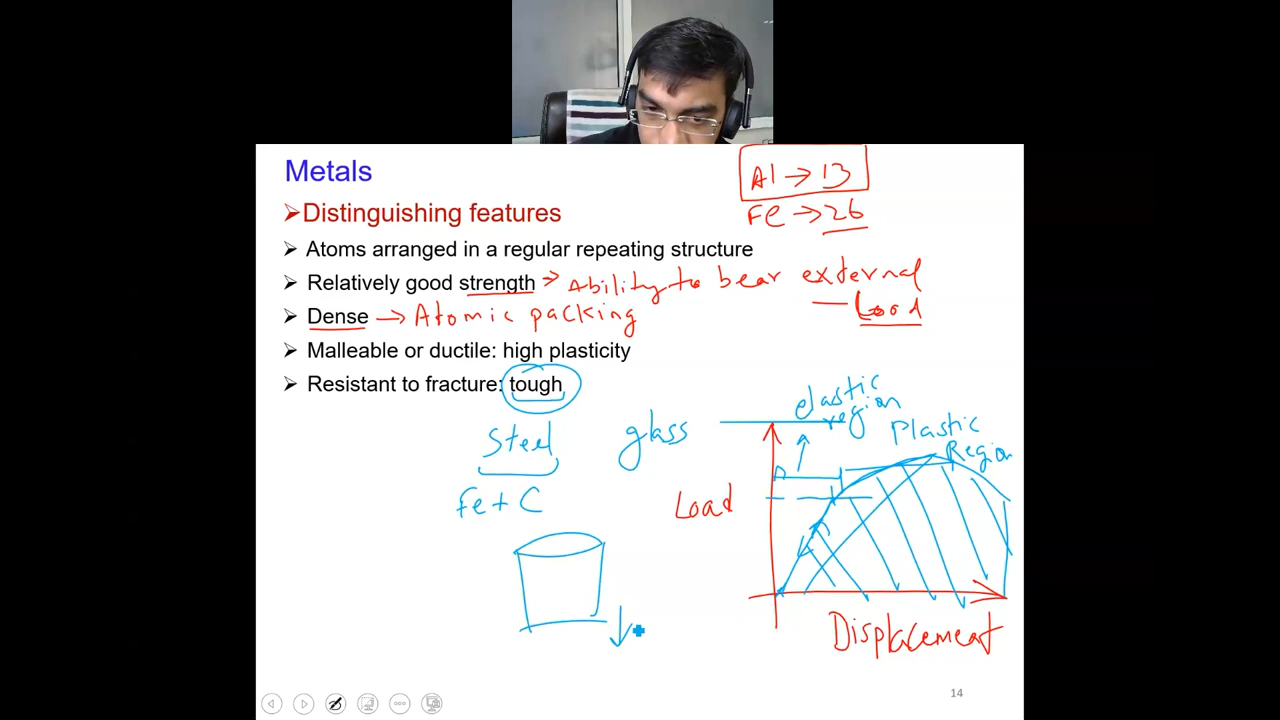 Metals
Al → 13
Fe → 26
➢Distinguishing features
➢ Atoms arranged in a regular repeating structure
➢ Relatively good strength → Ability to bear external
— Load
➢ Dense → Atomic packing
➢ Malleable or ductile: high plasticity
➢ Resistant to fracture: tough
elastic
region
Plastic
Region
Steel
glass
Fe + C
Load
Displacement
14